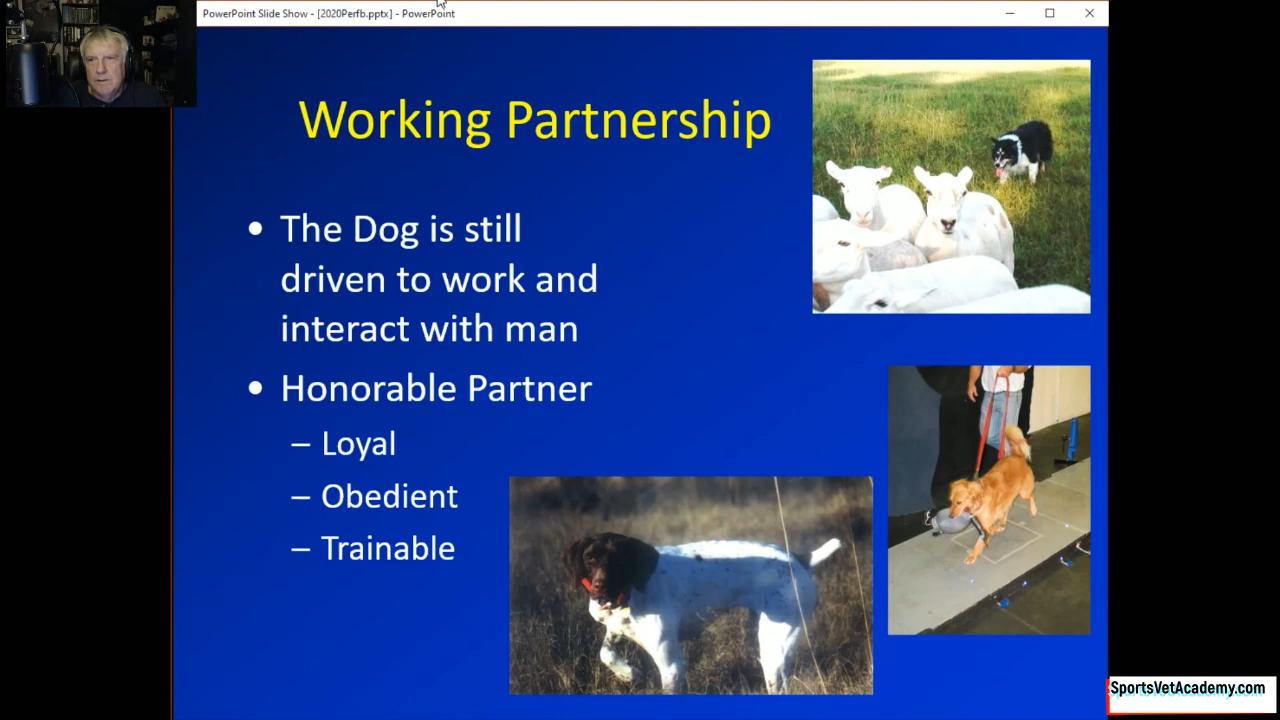 PowerPoint Slide Show - [2020Perfb.pptx] - PowerPoint
Working Partnership
• The Dog is still
driven to work and
interact with man
• Honorable Partner
– Loyal
– Obedient
– Trainable
SportsVetAcademy.com